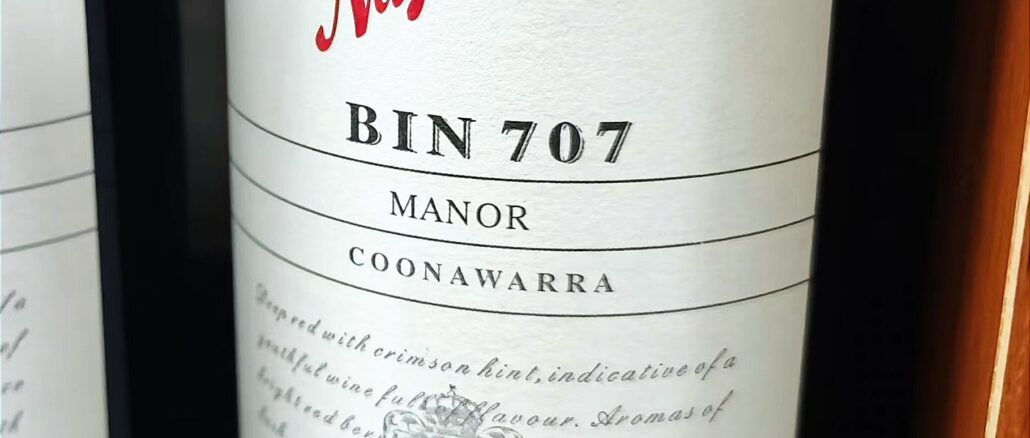 BIN 707
MANOR
COONAWARRA
Deep red with crimson hint, indicative of a
youthful wine full of flavour. Aromas of
bright red